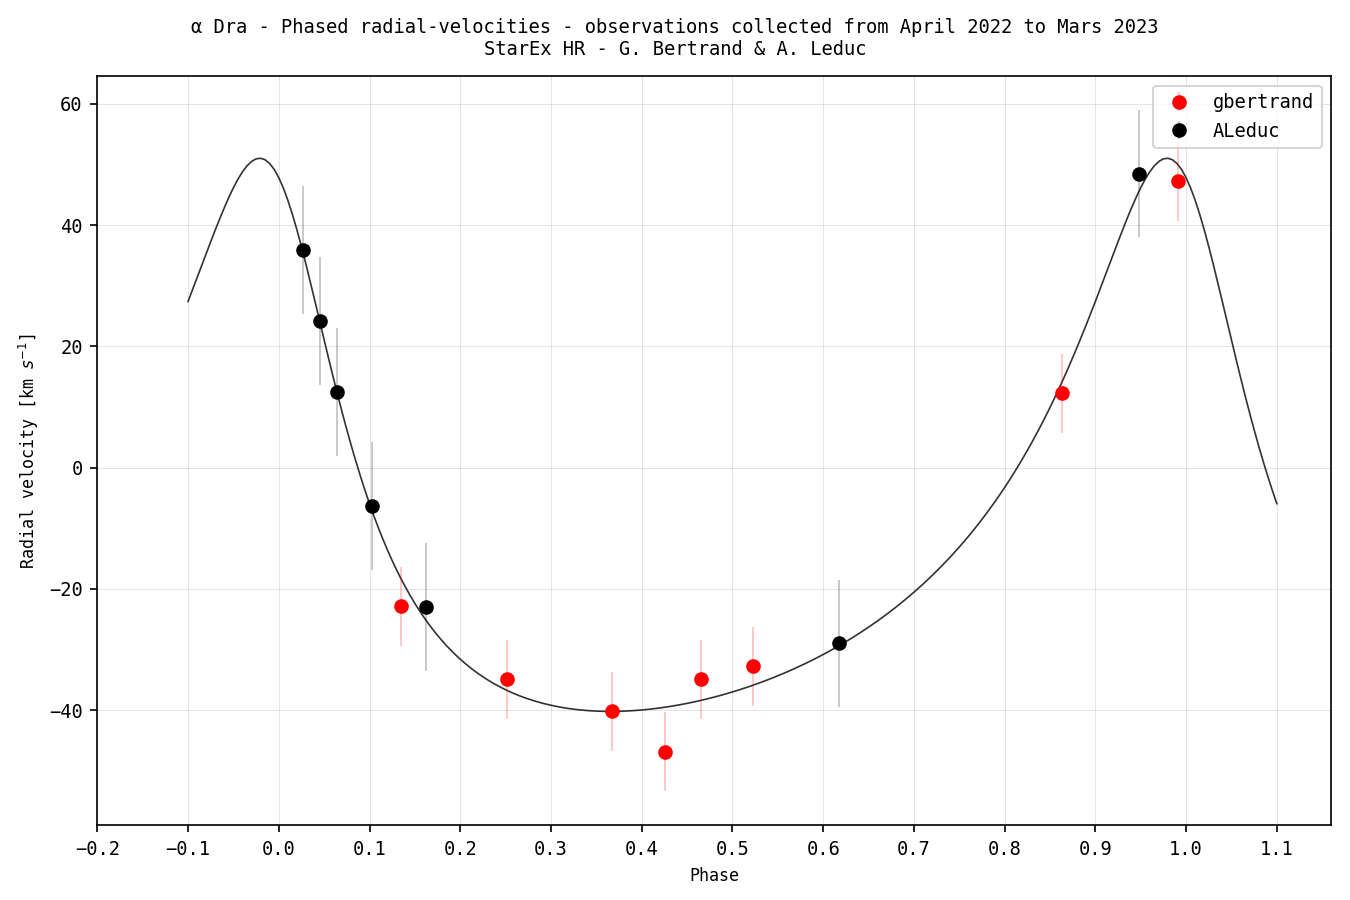 α Dra - Phased radial-velocities - observations collected from April 2022 to Mars 2023
StarEx HR - G. Bertrand & A. Leduc
gbertrand
ALeduc
60
40
20
0
−20
−40
Radial velocity [km s⁻¹]
−0.2 −0.1 0.0 0.1 0.2 0.3 0.4 0.5 0.6 0.7 0.8 0.9 1.0 1.1
Phase